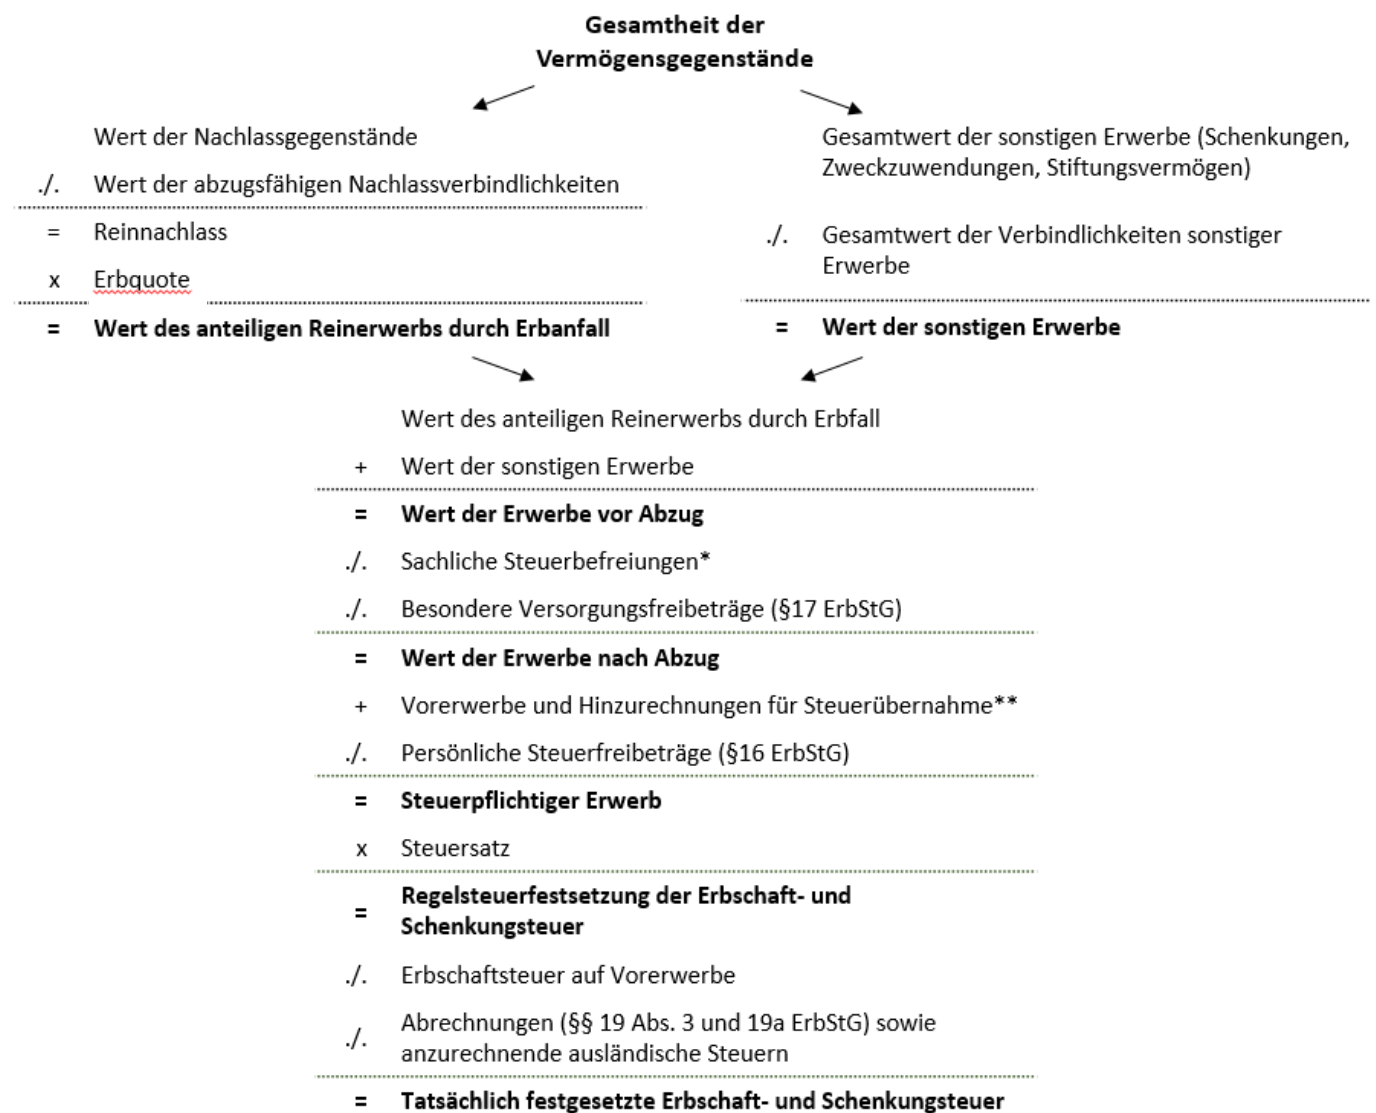 Gesamtheit der
Vermögensgegenstände
Wert der Nachlassgegenstände
./. Wert der abzugsfähigen Nachlassverbindlichkeiten
= Reinnachlass
x Erbquote
= Wert des anteiligen Reinerwerbs durch Erbanfall
Gesamtwert der sonstigen Erwerbe (Schenkungen,
Zweckzuwendungen, Stiftungsvermögen)
./. Gesamtwert der Verbindlichkeiten sonstiger
Erwerbe
= Wert der sonstigen Erwerbe
Wert des anteiligen Reinerwerbs durch Erbfall
+ Wert der sonstigen Erwerbe
= Wert der Erwerbe vor Abzug
./. Sachliche Steuerbefreiungen*
./. Besondere Versorgungsfreibeträge (§17 ErbStG)
= Wert der Erwerbe nach Abzug
+ Vorerwerbe und Hinzurechnungen für Steuerübernahme**
./. Persönliche Steuerfreibeträge (§16 ErbStG)
= Steuerpflichtiger Erwerb
x Steuersatz
= Regelsteuerfestsetzung der Erbschaft- und
Schenkungsteuer
./. Erbschaftsteuer auf Vorerwerbe
./. Abrechnungen (§§ 19 Abs. 3 und 19a ErbStG) sowie
anzurechnende ausländische Steuern
= Tatsächlich festgesetzte Erbschaft- und Schenkungsteuer